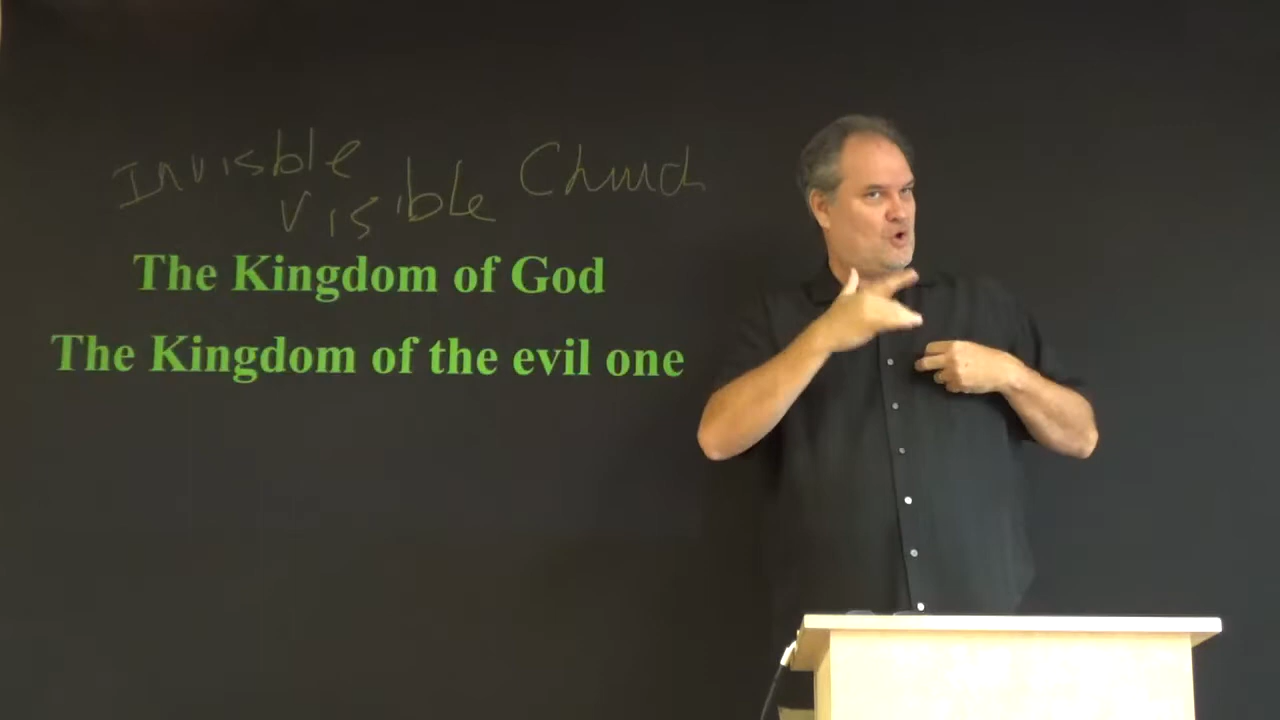 Invisble
Visible Church
The Kingdom of God
The Kingdom of the evil one